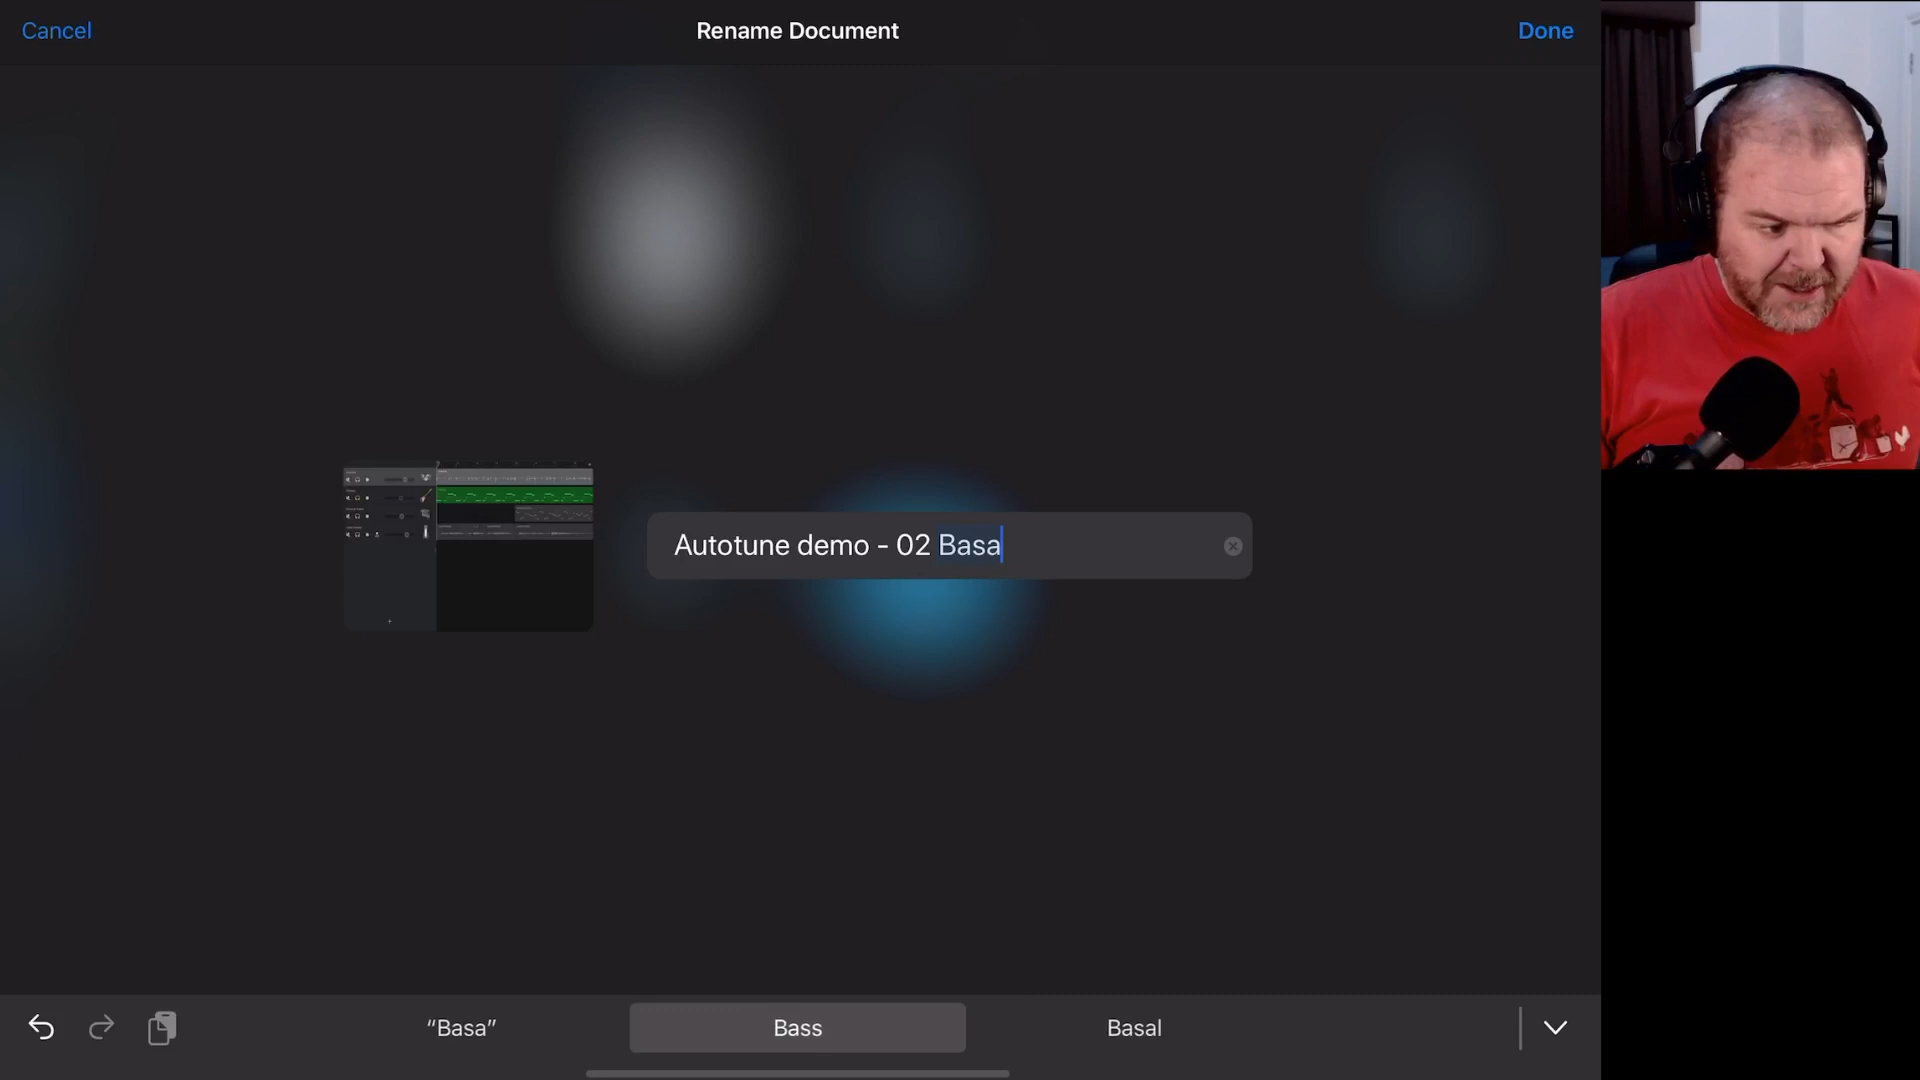 Cancel
Rename Document
Done
Autotune demo - 02 Basa
“Basa”
Bass
Basal